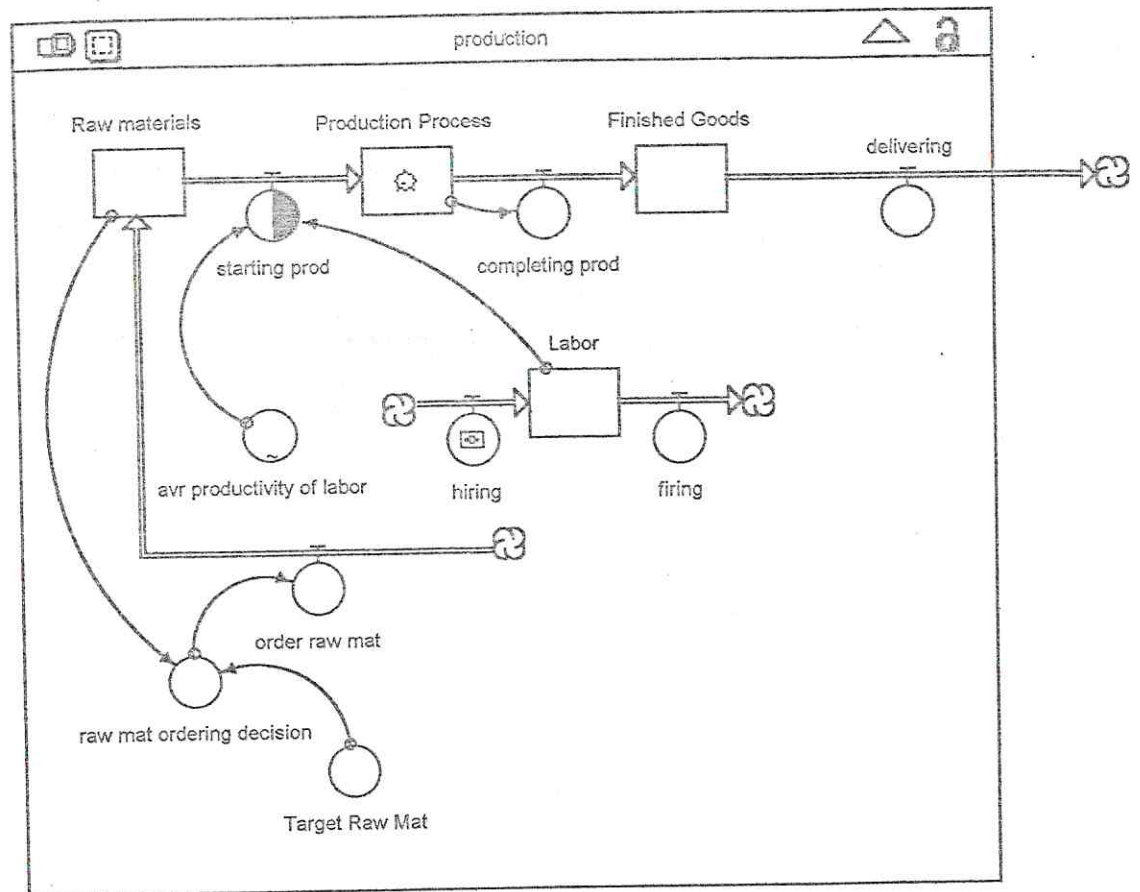 production
Raw materials
Production Process
Finished Goods
delivering
starting prod
completing prod
Labor
avr productivity of labor
hiring
firing
order raw mat
raw mat ordering decision
Target Raw Mat